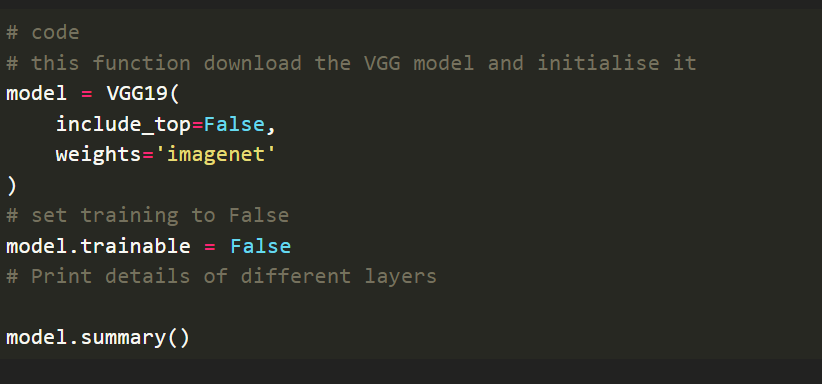 # code
# this function download the VGG model and initialise it
model = VGG19(
    include_top=False,
    weights='imagenet'
)
# set training to False
model.trainable = False
# Print details of different layers
model.summary()